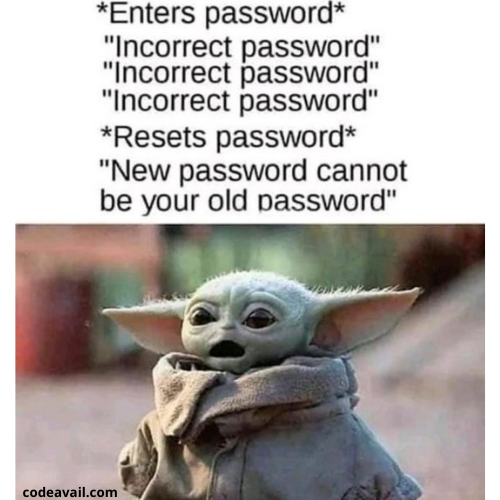 *Enters password*
"Incorrect password"
"Incorrect password"
"Incorrect password"
*Resets password*
"New password cannot
be your old password"
codeavail.com